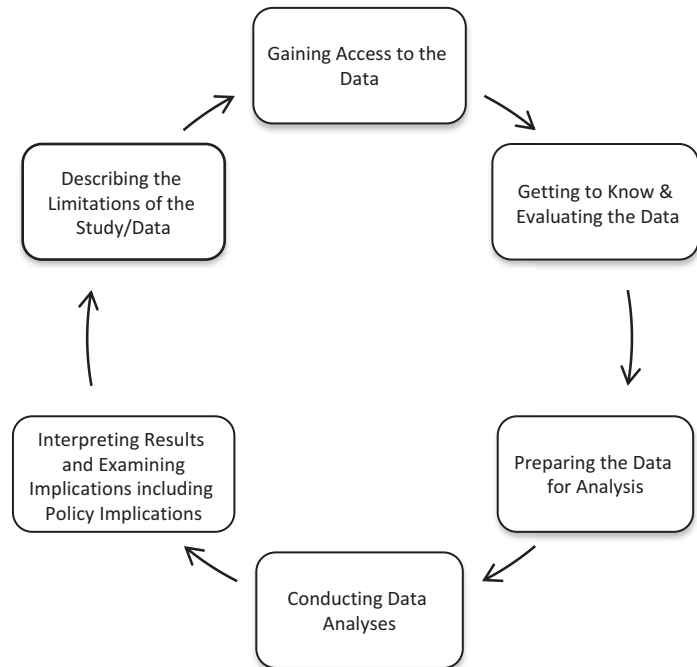 Gaining Access to the
Data
Getting to Know &
Evaluating the Data
Preparing the Data
for Analysis
Conducting Data
Analyses
Interpreting Results
and Examining
Implications including
Policy Implications
Describing the
Limitations of the
Study/Data